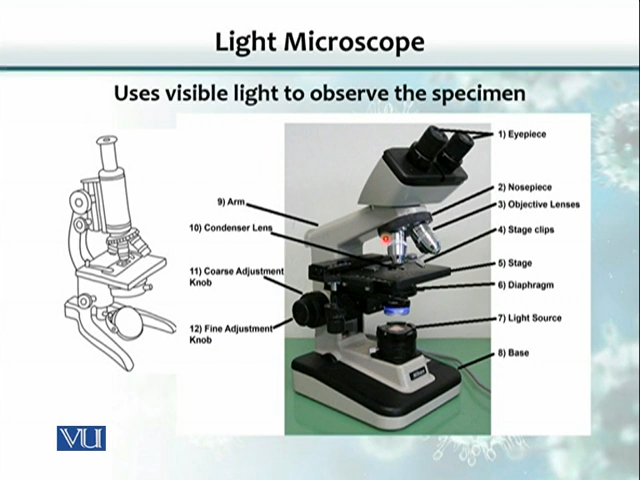 Light Microscope
Uses visible light to observe the specimen
1) Eyepiece
2) Nosepiece
3) Objective Lenses
4) Stage clips
5) Stage
6) Diaphragm
7) Light Source
8) Base
9) Arm
10) Condenser Lens
11) Coarse Adjustment
Knob
12) Fine Adjustment
Knob
Nikon
VU